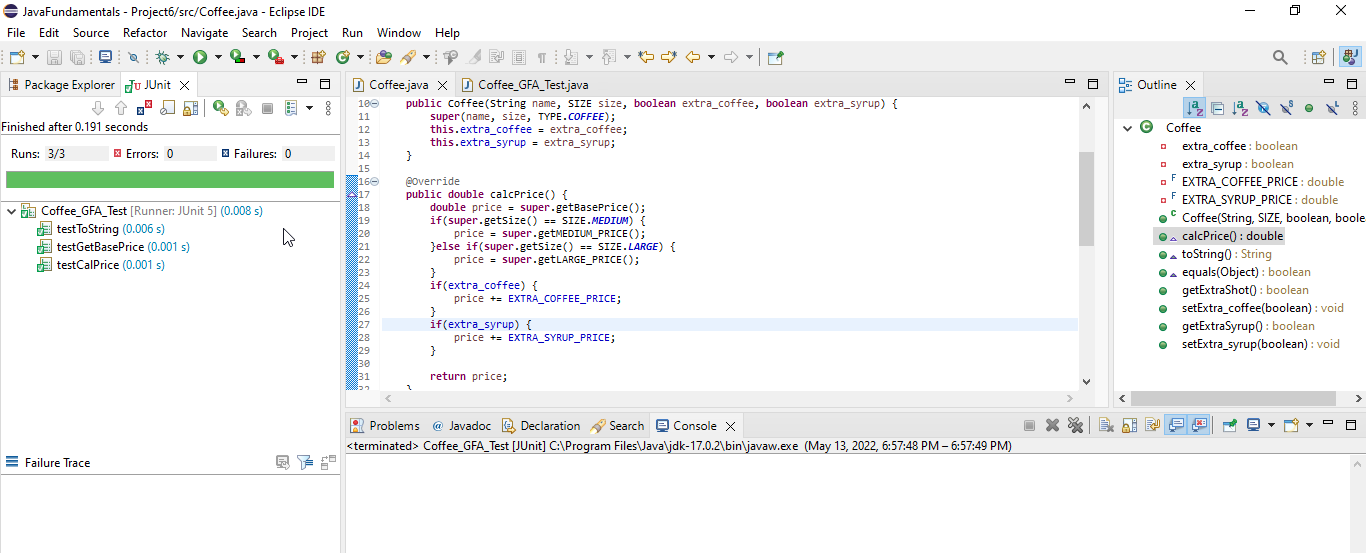 JavaFundamentals - Project6/src/Coffee.java - Eclipse IDE
File Edit Source Refactor Navigate Search Project Run Window Help
Package Explorer JUnit
Finished after 0.191 seconds
Runs: 3/3 Errors: 0 Failures: 0
Coffee_GFA_Test [Runner: JUnit 5] (0.008 s)
testToString (0.006 s)
testGetBasePrice (0.001 s)
testCalPrice (0.001 s)
Failure Trace
Coffee.java Coffee_GFA_Test.java
10 public Coffee(String name, SIZE size, boolean extra_coffee, boolean extra_syrup) {
11 super(name, size, TYPE.COFFEE);
12 this.extra_coffee = extra_coffee;
13 this.extra_syrup = extra_syrup;
14 }
15
16 @Override
17 public double calcPrice() {
18 double price = super.getBasePrice();
19 if(super.getSize() == SIZE.MEDIUM) {
20 price = super.getMEDIUM_PRICE();
21 }else if(super.getSize() == SIZE.LARGE) {
22 price = super.getLARGE_PRICE();
23 }
24 if(extra_coffee) {
25 price += EXTRA_COFFEE_PRICE;
26 }
27 if(extra_syrup) {
28 price += EXTRA_SYRUP_PRICE;
29 }
30
31 return price;
32 }
Outline
Coffee
extra_coffee : boolean
extra_syrup : boolean
F EXTRA_COFFEE_PRICE : double
F EXTRA_SYRUP_PRICE : double
C Coffee(String, SIZE, boolean, boole
calcPrice() : double
toString() : String
equals(Object) : boolean
getExtraShot() : boolean
setExtra_coffee(boolean) : void
getExtraSyrup() : boolean
setExtra_syrup(boolean) : void
Problems @ Javadoc Declaration Search Console
<terminated> Coffee_GFA_Test [JUnit] C:\Program Files\Java\jdk-17.0.2\bin\javaw.exe (May 13, 2022, 6:57:48 PM – 6:57:49 PM)